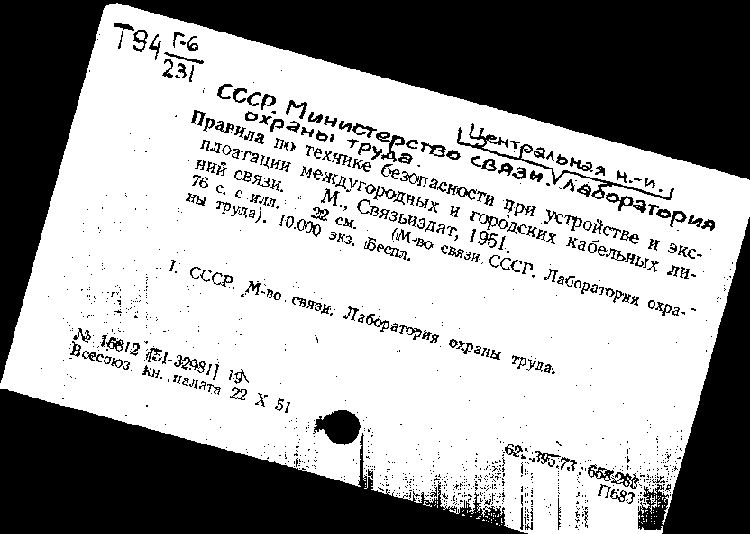 Т94 Г-6
231
СССР. Министерство связи. Центральная н.-и. лаборатория
охраны труда.
Правила по технике безопасности при устройстве и экс-
плоатации междугородных и городских кабельных ли-
ний связи. М., Связьиздат, 1951.
76 с. с илл. 22 см. (М-во связи СССР. Лаборатория охра-
ны труда). 10.000 экз. Беспл.
I. СССР. М-во связи. Лаборатория охраны труда.
№ 16812 [51-32981] 19
Всесоюз. кн. палата 22 X 51
П683